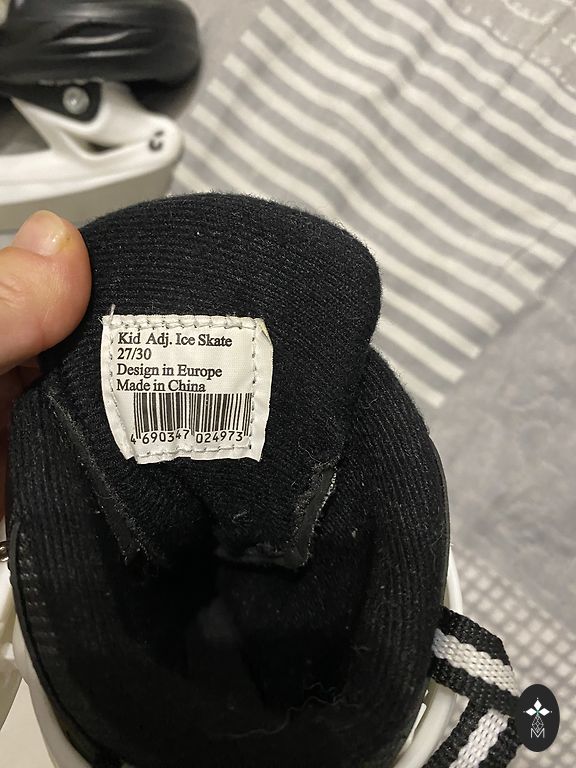 Kid Adj. Ice Skate
27/30
Design in Europe
Made in China
4 690347 024973
M